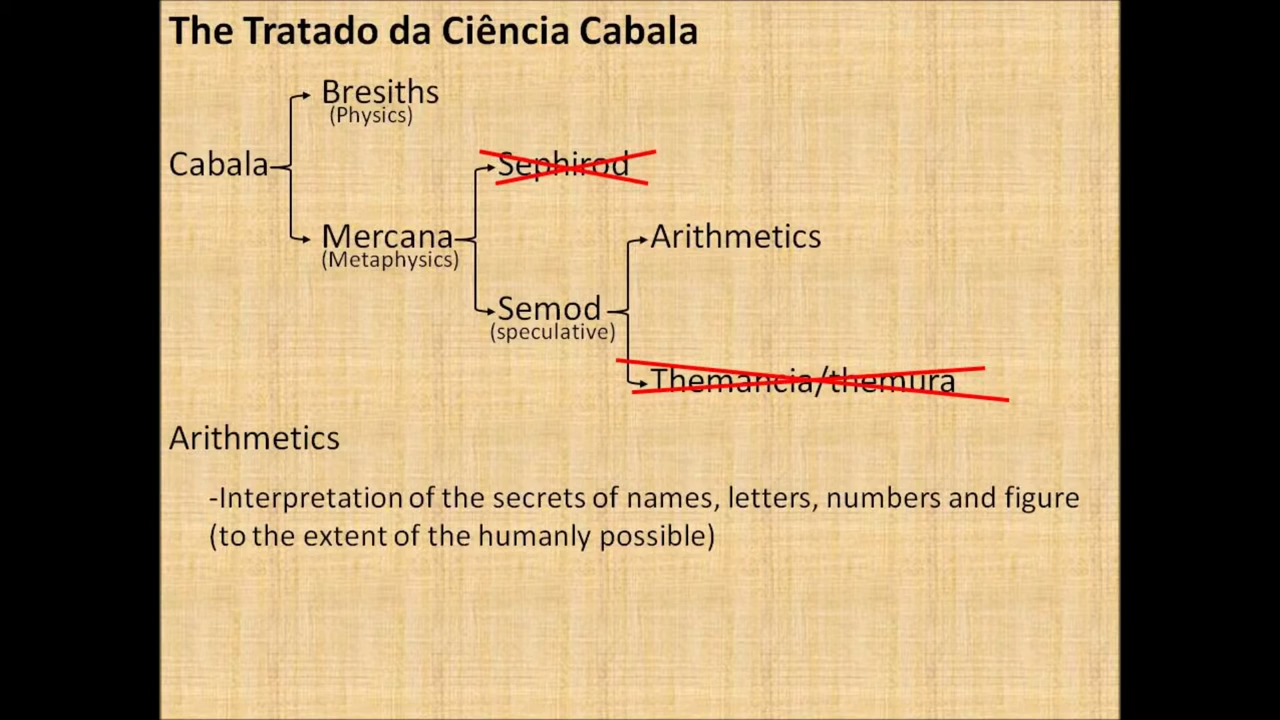 The Tratado da Ciência Cabala
Bresiths
(Physics)
Cabala
Sephirod
Mercana
(Metaphysics)
Arithmetics
Semod
(speculative)
Themancia/themura
Arithmetics
-Interpretation of the secrets of names, letters, numbers and figure
(to the extent of the humanly possible)